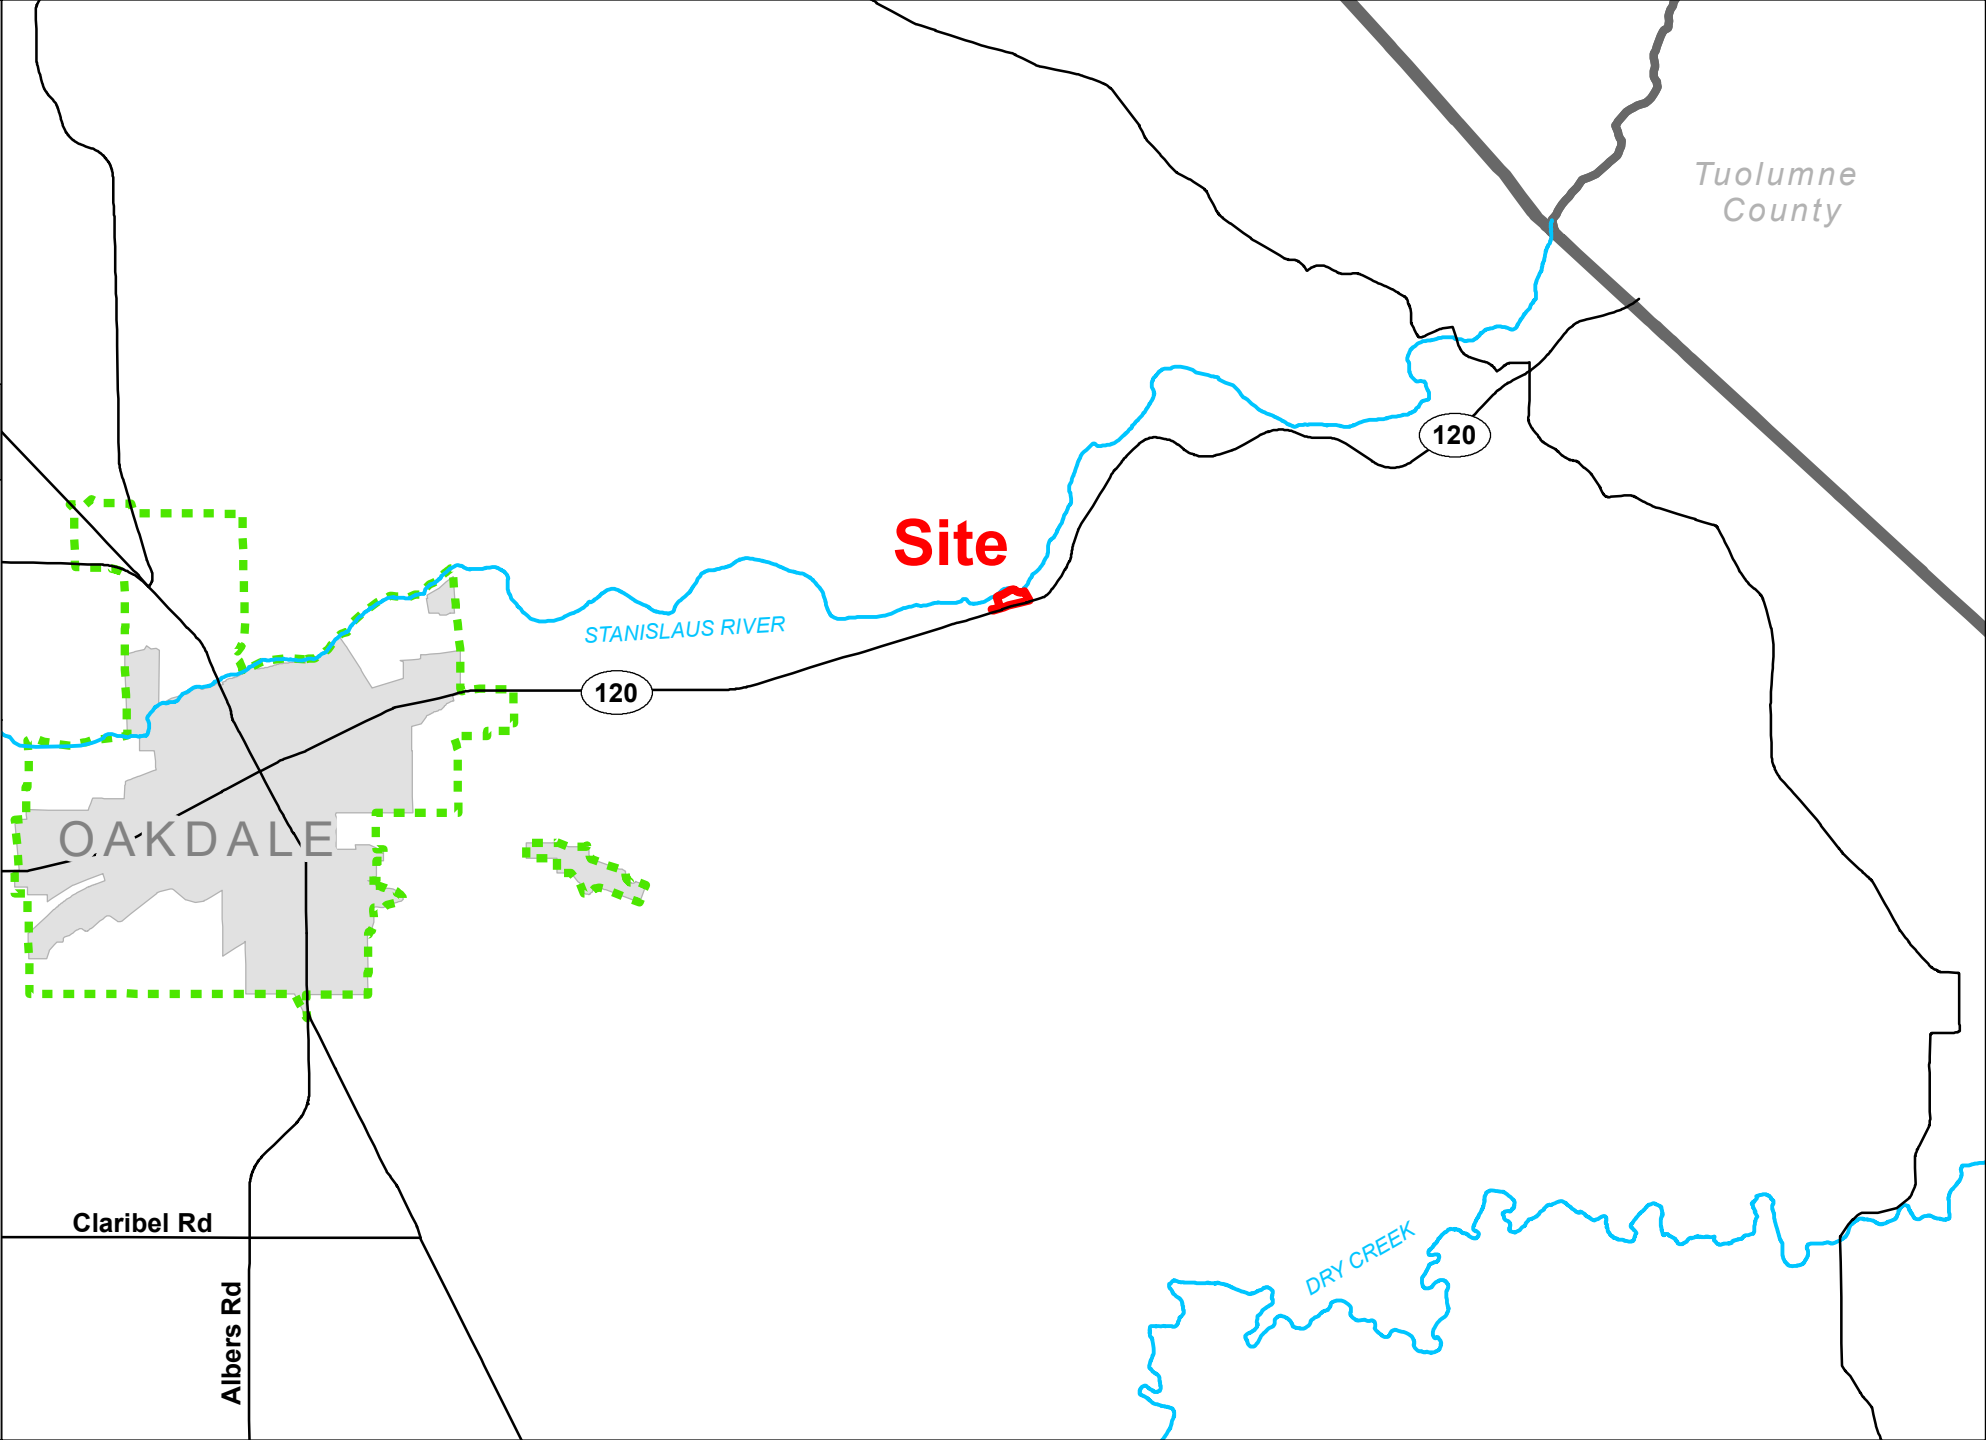 Tuolumne
County
120
Site
STANISLAUS RIVER
120
OAKDALE
Claribel Rd
DRY CREEK
Albers Rd